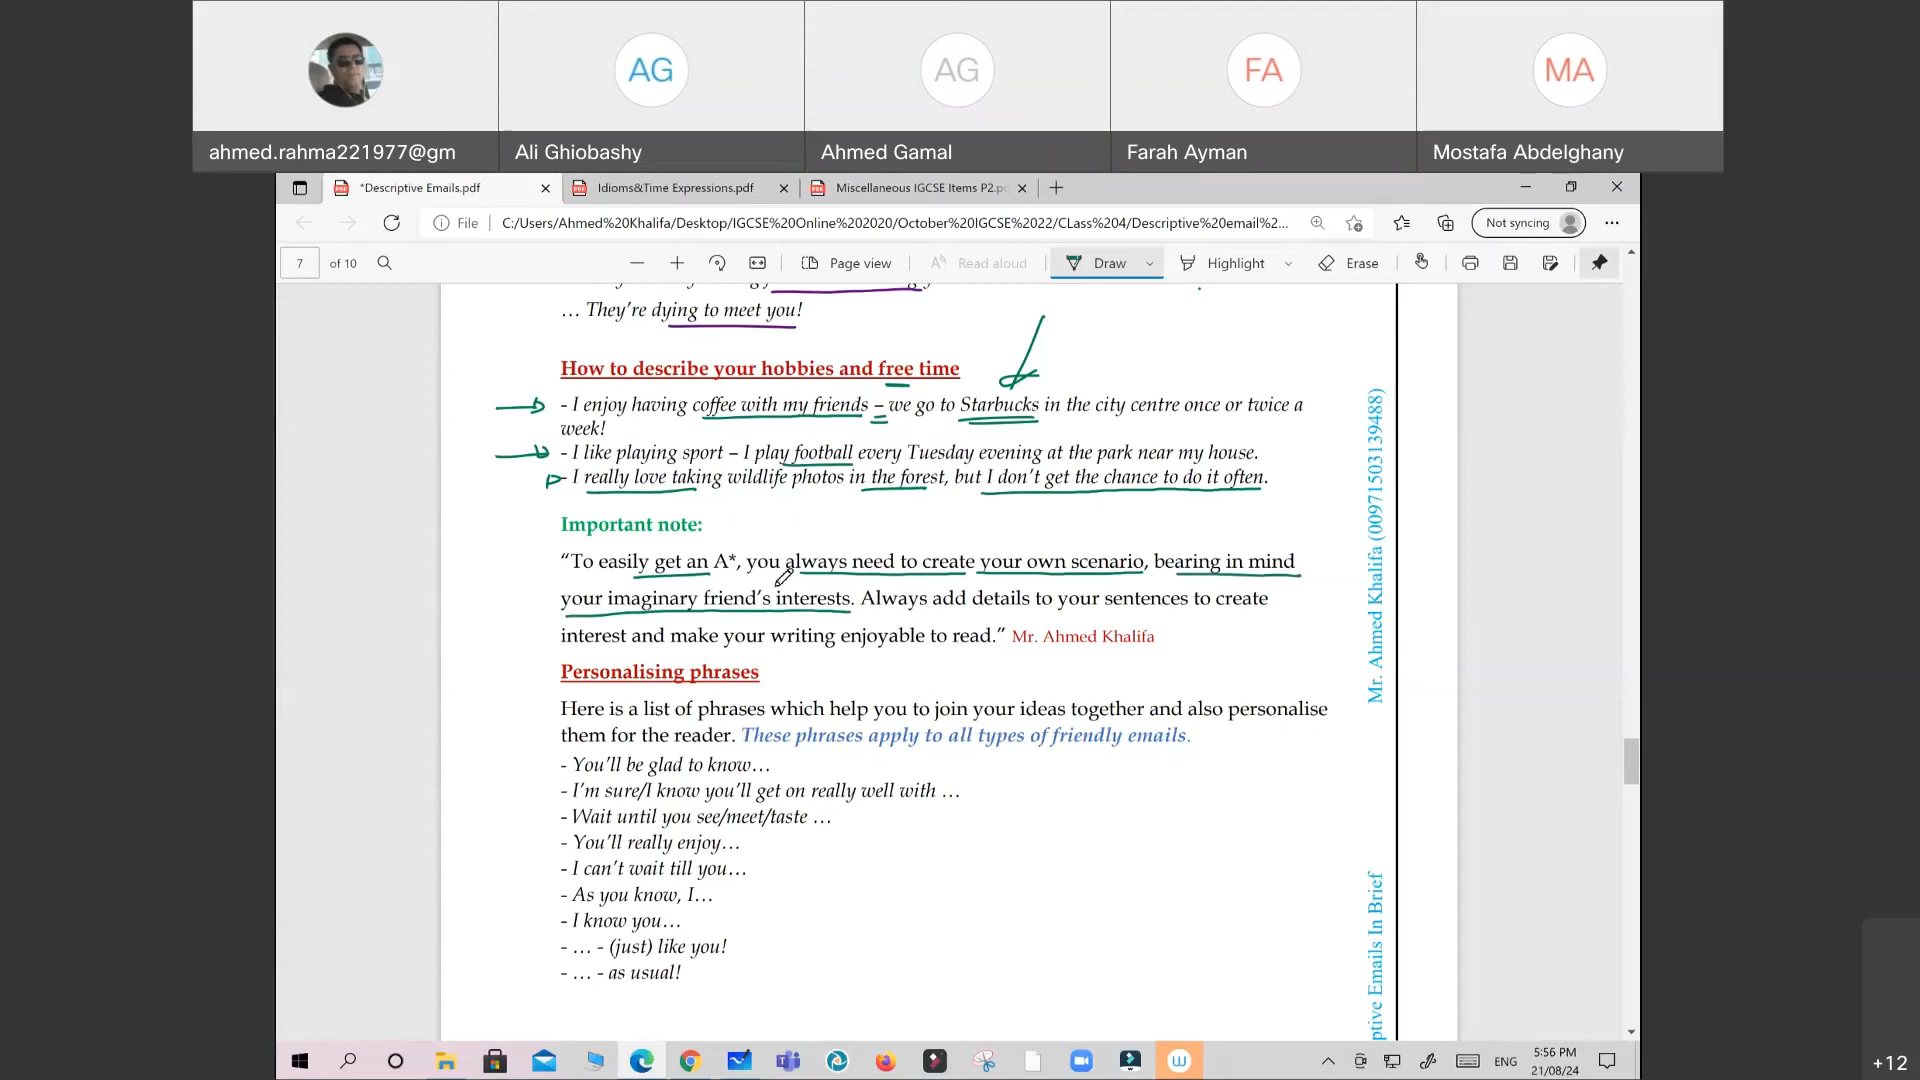 AG
AG
FA
MA
ahmed.rahma221977@gm
Ali Ghiobashy
Ahmed Gamal
Farah Ayman
Mostafa Abdelghany
*Descriptive Emails.pdf
Idioms&Time Expressions.pdf
Miscellaneous IGCSE Items P2.p
File
C:/Users/Ahmed%20Khalifa/Desktop/IGCSE%20Online%202020/October%20IGCSE%2022/CLass%204/Descriptive%20email%2...
Not syncing
7 of 10
Page view
Read aloud
Draw
Highlight
Erase
… They’re dying to meet you!
How to describe your hobbies and free time
- I enjoy having coffee with my friends – we go to Starbucks in the city centre once or twice a
week!
- I like playing sport – I play football every Tuesday evening at the park near my house.
- I really love taking wildlife photos in the forest, but I don’t get the chance to do it often.
Important note:
“To easily get an A*, you always need to create your own scenario, bearing in mind
your imaginary friend’s interests. Always add details to your sentences to create
interest and make your writing enjoyable to read.” Mr. Ahmed Khalifa
Personalising phrases
Here is a list of phrases which help you to join your ideas together and also personalise
them for the reader. These phrases apply to all types of friendly emails.
- You’ll be glad to know…
- I’m sure/I know you’ll get on really well with …
- Wait until you see/meet/taste …
- You’ll really enjoy…
- I can’t wait till you…
- As you know, I…
- I know you…
- … - (just) like you!
- … - as usual!
Mr. Ahmed Khalifa (00971503139488)
ptive Emails In Brief
ENG
5:56 PM
21/08/24
+12